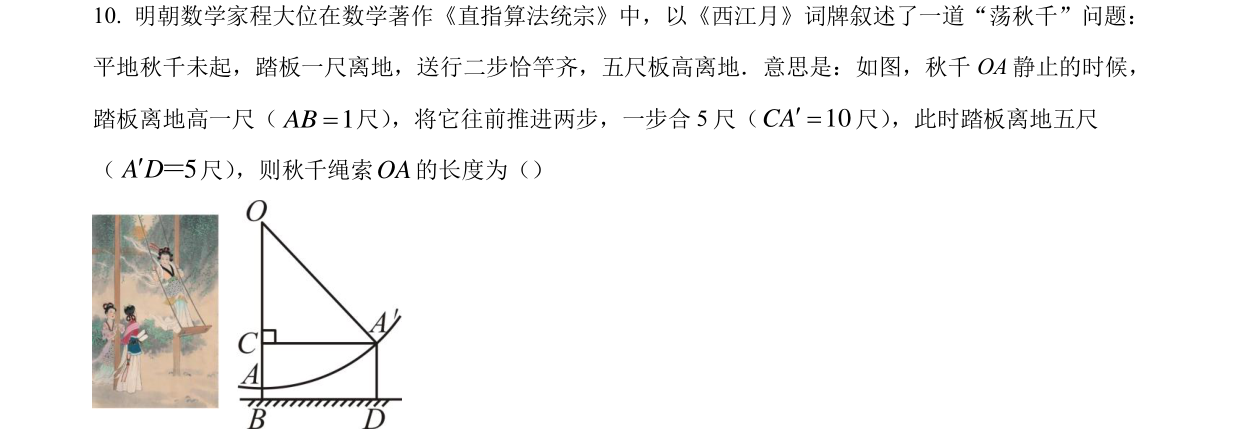 10. 明朝数学家程大位在数学著作《直指算法统宗》中，以《西江月》词牌叙述了一道“荡秋千”问题：
平地秋千未起，踏板一尺离地，送行二步恰竿齐，五尺板高离地．意思是：如图，秋千 OA 静止的时候，
踏板离地高一尺（ AB =1尺），将它往前推进两步，一步合 5 尺（CA′ =10尺），此时踏板离地五尺
（ A′D=5尺），则秋千绳索OA 的长度为（）
O
C
A′
A
B
D